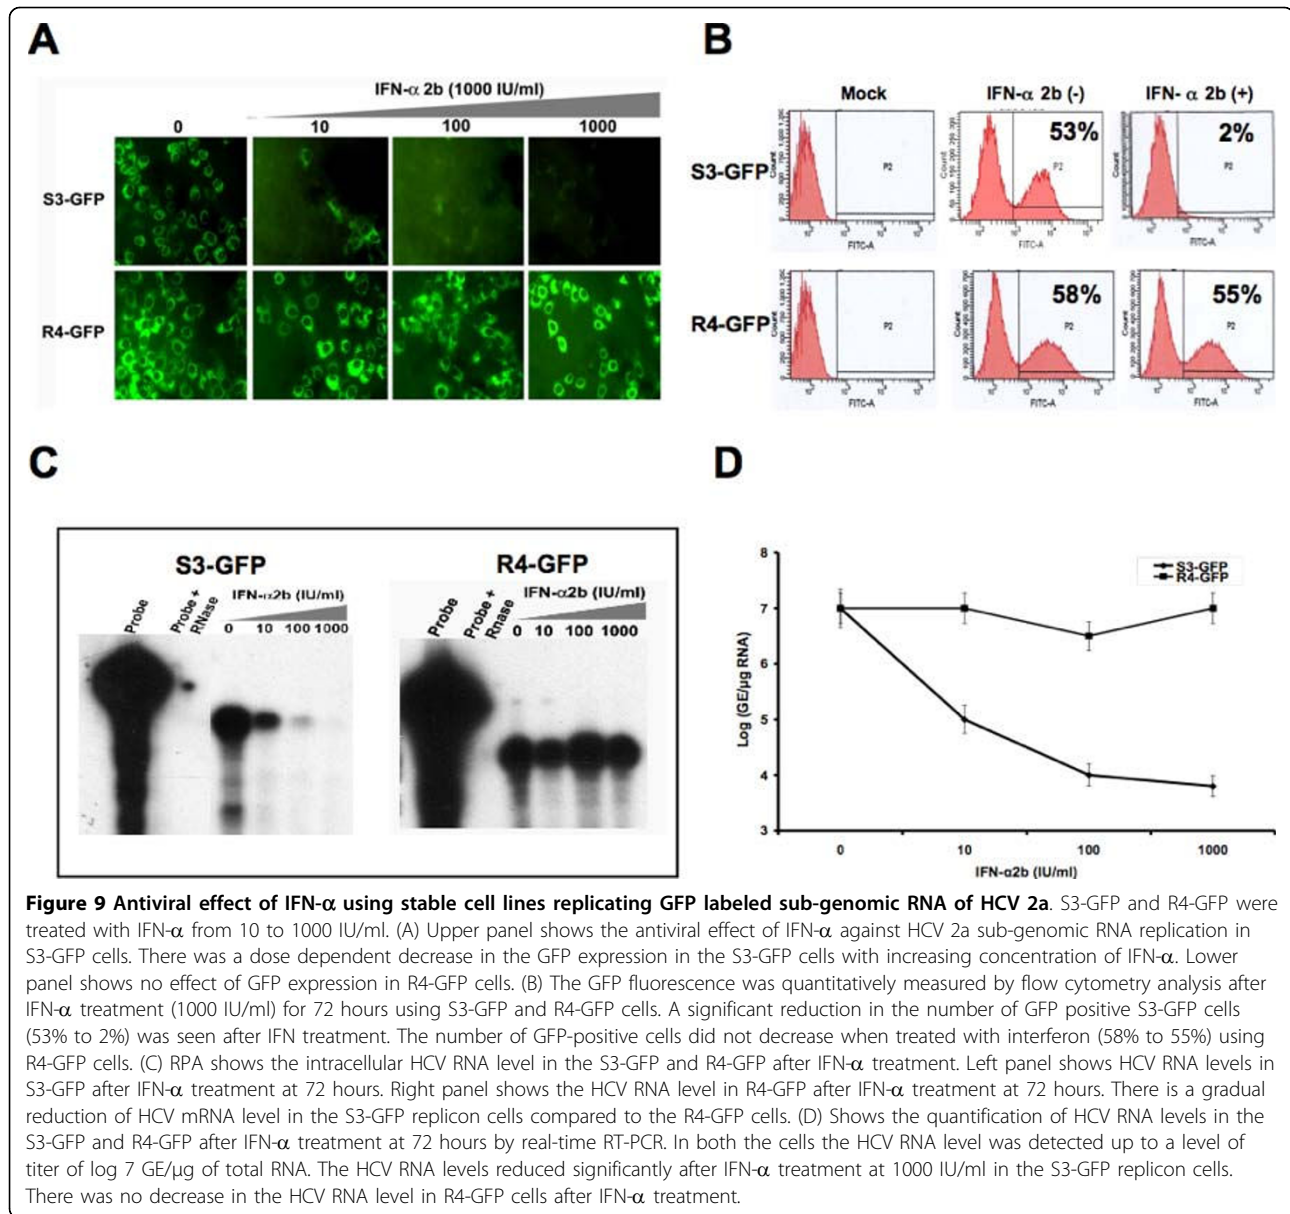 A
IFN-α 2b (1000 IU/ml)
0 10 100 1000
S3-GFP
R4-GFP
B
Mock IFN-α 2b (-) IFN- α 2b (+)
S3-GFP
Count
P2
Count
53%
P2
Count
2%
P2
FITC-A FITC-A FITC-A
R4-GFP
Count
P2
Count
58%
P2
Count
55%
P2
FITC-A FITC-A FITC-A
C
S3-GFP
Probe
Probe +
RNase
IFN-α2b (IU/ml)
0 10 100 1000
R4-GFP
Probe
Probe +
Rnase
IFN-α2b (IU/ml)
0 10 100 1000
D
Log (GE/µg RNA)
8
7
6
5
4
3
S3-GFP
R4-GFP
0 10 100 1000
IFN-α2b (IU/ml)
Figure 9 Antiviral effect of IFN-α using stable cell lines replicating GFP labeled sub-genomic RNA of HCV 2a. S3-GFP and R4-GFP were
treated with IFN-α from 10 to 1000 IU/ml. (A) Upper panel shows the antiviral effect of IFN-α against HCV 2a sub-genomic RNA replication in
S3-GFP cells. There was a dose dependent decrease in the GFP expression in the S3-GFP cells with increasing concentration of IFN-α. Lower
panel shows no effect of GFP expression in R4-GFP cells. (B) The GFP fluorescence was quantitatively measured by flow cytometry analysis after
IFN-α treatment (1000 IU/ml) for 72 hours using S3-GFP and R4-GFP cells. A significant reduction in the number of GFP positive S3-GFP cells
(53% to 2%) was seen after IFN treatment. The number of GFP-positive cells did not decrease when treated with interferon (58% to 55%) using
R4-GFP cells. (C) RPA shows the intracellular HCV RNA level in the S3-GFP and R4-GFP after IFN-α treatment. Left panel shows HCV RNA levels in
S3-GFP after IFN-α treatment at 72 hours. Right panel shows the HCV RNA level in R4-GFP after IFN-α treatment at 72 hours. There is a gradual
reduction of HCV mRNA level in the S3-GFP replicon cells compared to the R4-GFP cells. (D) Shows the quantification of HCV RNA levels in the
S3-GFP and R4-GFP after IFN-α treatment at 72 hours by real-time RT-PCR. In both the cells the HCV RNA level was detected up to a level of
titer of log 7 GE/µg of total RNA. The HCV RNA levels reduced significantly after IFN-α treatment at 1000 IU/ml in the S3-GFP replicon cells.
There was no decrease in the HCV RNA level in R4-GFP cells after IFN-α treatment.